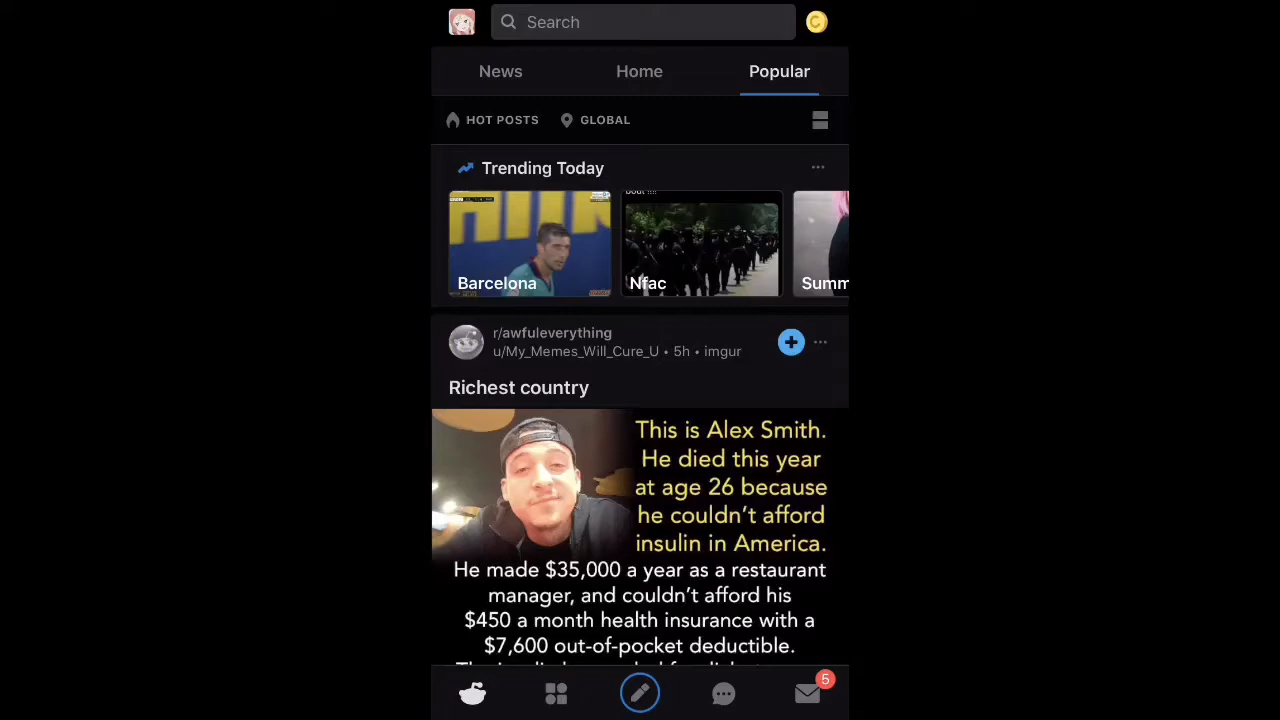 Search
News Home Popular
HOT POSTS GLOBAL
Trending Today
Barcelona
Nfac
Summ
r/awfuleverything
u/My_Memes_Will_Cure_U • 5h • imgur
Richest country
This is Alex Smith.
He died this year
at age 26 because
he couldn't afford
insulin in America.
He made $35,000 a year as a restaurant
manager, and couldn't afford his
$450 a month health insurance with a
$7,600 out-of-pocket deductible.
5